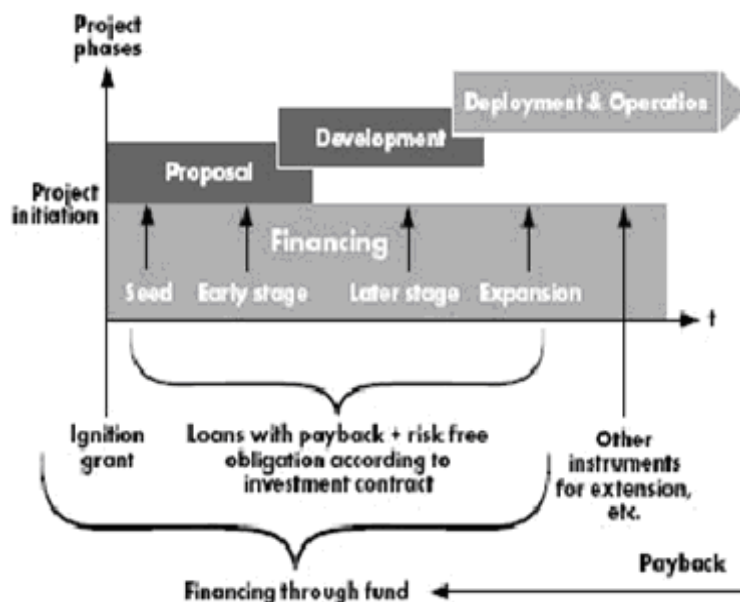 Project
phases
Deployment & Operation
Development
Proposal
Project
initiation
Financing
Seed
Early stage
Later stage
Expansion
t
Ignition
grant
Loans with payback + risk free
obligation according to
investment contract
Other
instruments
for extension,
etc.
Payback
Financing through fund